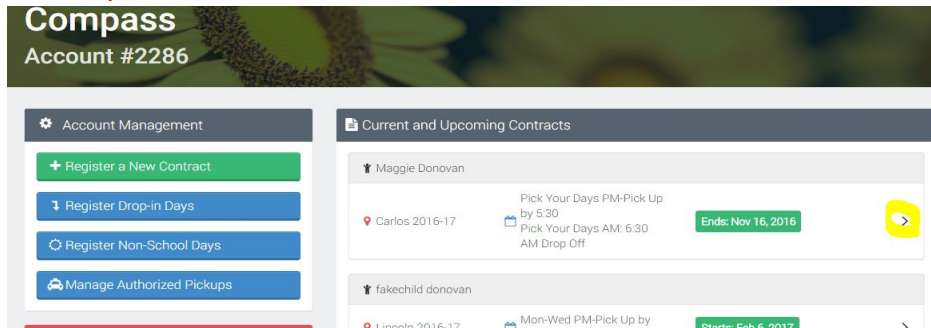 Compass
Account #2286
Account Management
+ Register a New Contract
Register Drop-in Days
Register Non-School Days
Manage Authorized Pickups
Current and Upcoming Contracts
Maggie Donovan
Carlos 2016-17
Pick Your Days PM-Pick Up
by 5:30
Pick Your Days AM: 6:30
AM Drop Off
Ends: Nov 16, 2016
fakechild donovan
Lincoln 2016-17
Mon-Wed PM-Pick Up by
Starts: Feb 6, 2017